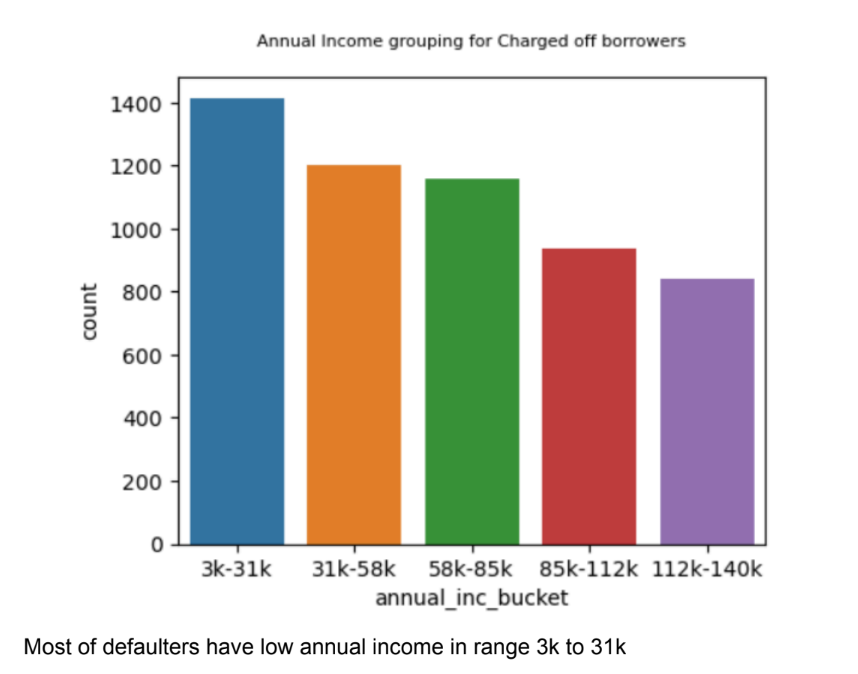 Annual Income grouping for Charged off borrowers
1400
1200
1000
800
600
400
200
0
count
3k-31k 31k-58k 58k-85k 85k-112k 112k-140k
annual_inc_bucket
Most of defaulters have low annual income in range 3k to 31k